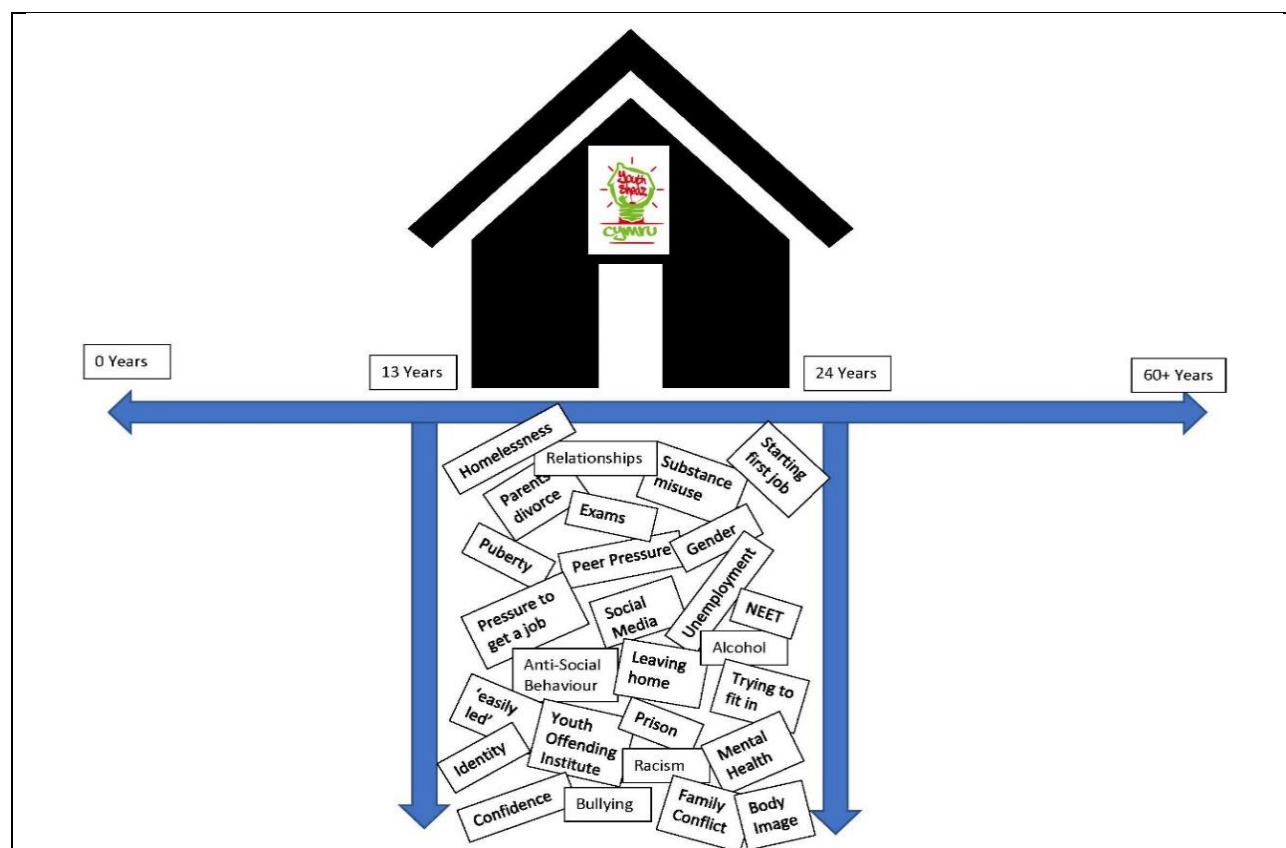 Youth
Shedz
cymru
0 Years
13 Years
24 Years
60+ Years
Homelessness
Relationships
Substance
misuse
Starting
first job
Parents
divorce
Exams
Puberty
Peer Pressure
Gender
Unemployment
Pressure to
get a job
Social
Media
NEET
Alcohol
Anti-Social
Behaviour
Leaving
home
Trying to
fit in
'easily
led'
Youth
Offending
Institute
Prison
Mental
Health
Identity
Racism
Confidence
Bullying
Family
Conflict
Body
Image